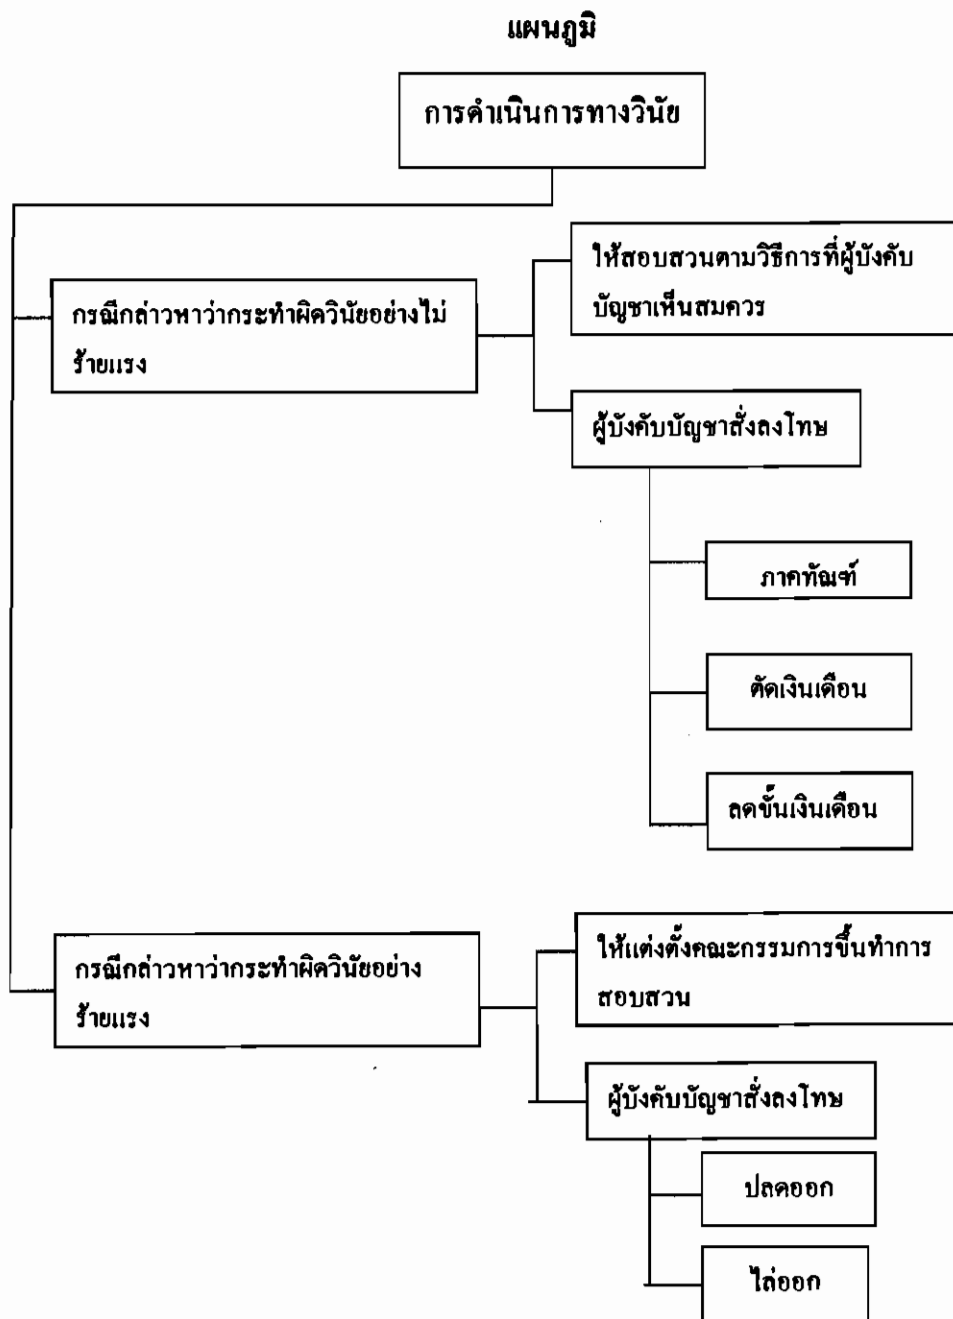 แผนภูมิ
การดำเนินการทางวินัย
ให้สอบสวนตามวิธีการที่ผู้บังคับ
บัญชาเห็นสมควร
กรณีกล่าวหาว่ากระทำผิดวินัยอย่างไม่
ร้ายแรง
ผู้บังคับบัญชาสั่งลงโทษ
ภาคทัณฑ์
ตัดเงินเดือน
ลดขั้นเงินเดือน
ให้แต่งตั้งคณะกรรมการขึ้นทำการ
สอบสวน
กรณีกล่าวหาว่ากระทำผิดวินัยอย่าง
ร้ายแรง
ผู้บังคับบัญชาสั่งลงโทษ
ปลดออก
ไล่ออก